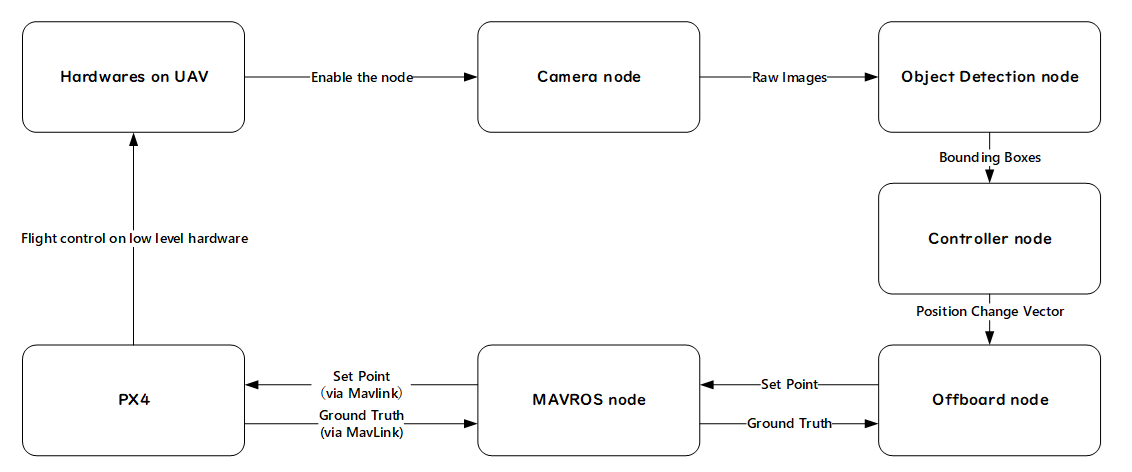 Hardwares on UAV
Enable the node
Camera node
Raw Images
Object Detection node
Bounding Boxes
Controller node
Flight control on low level hardware
Position Change Vector
PX4
Set Point
(via Mavlink)
Ground Truth
(via MavLink)
MAVROS node
Set Point
Ground Truth
Offboard node